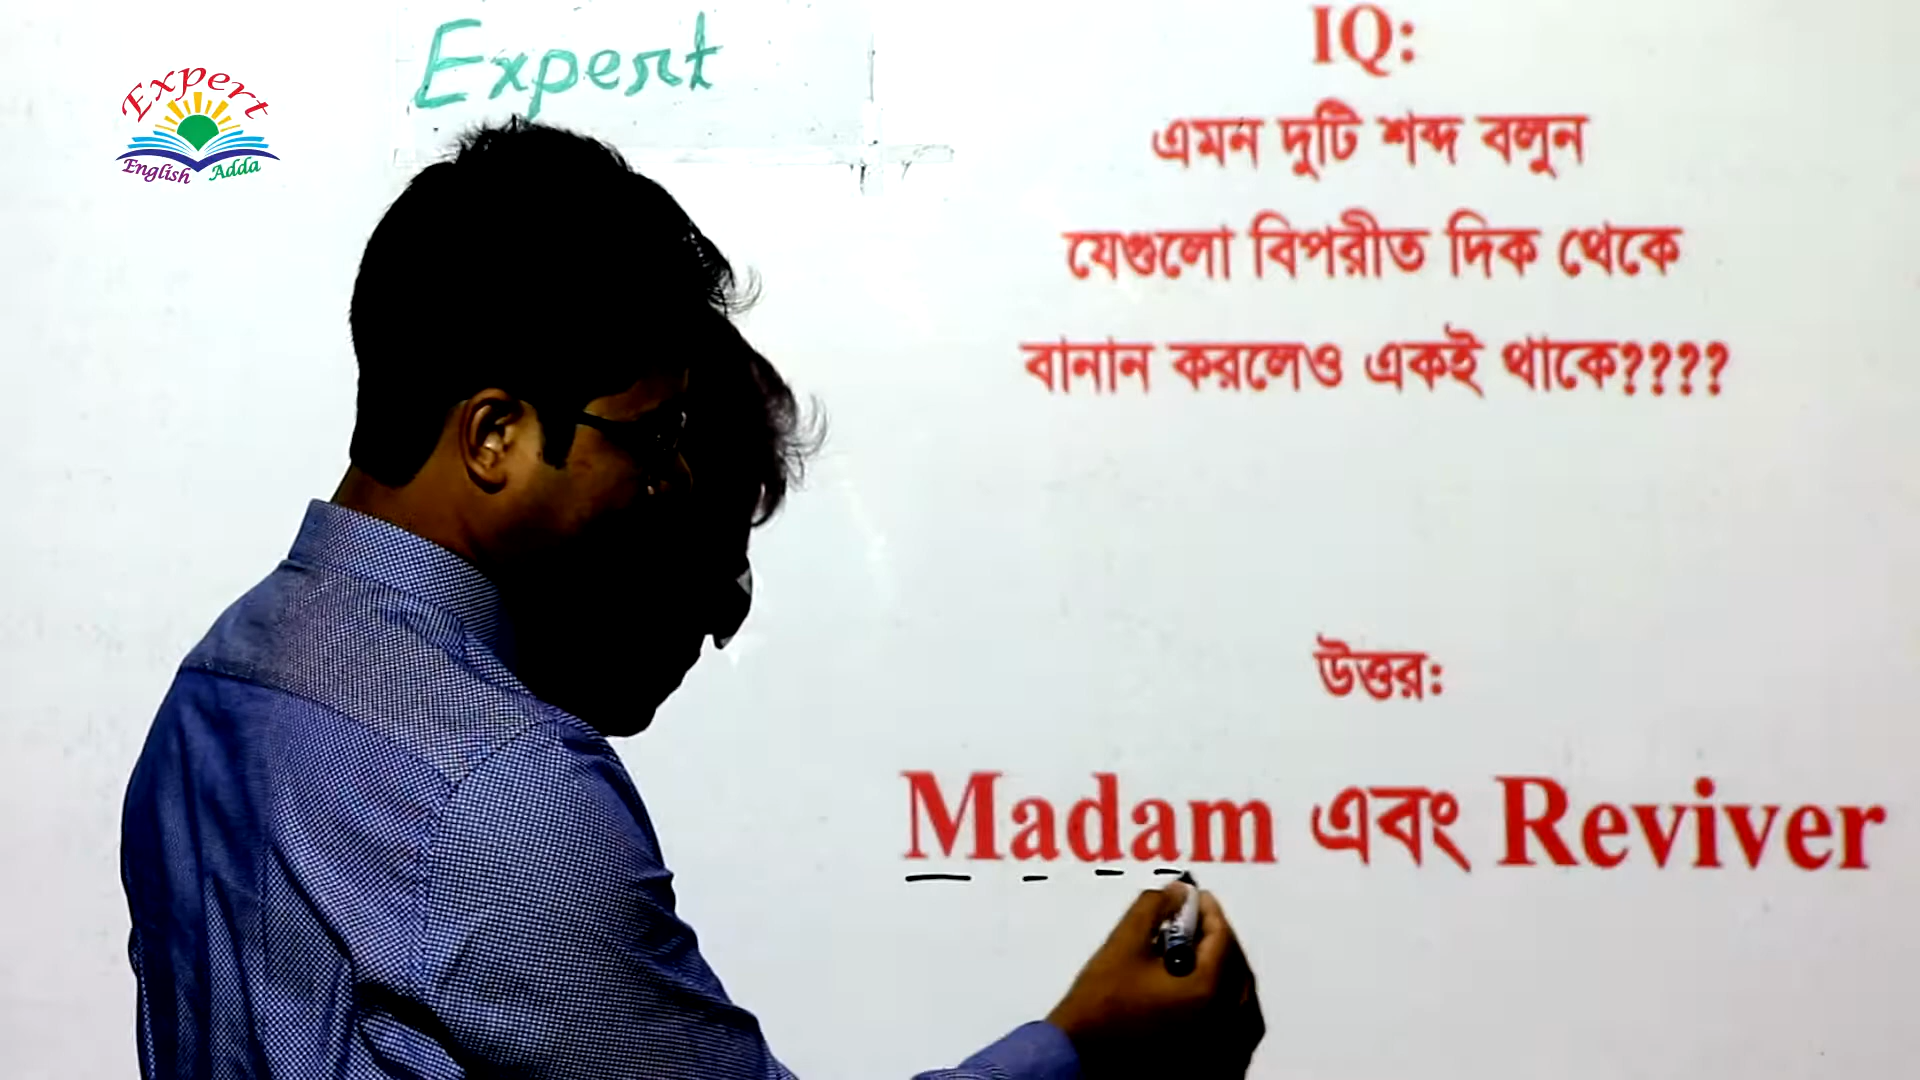 Expert
English Adda
Expert
IQ:
এমন দুটি শব্দ বলুন
যেগুলো বিপরীত দিক থেকে
বানান করলেও একই থাকে????
উত্তর:
Madam এবং Reviver